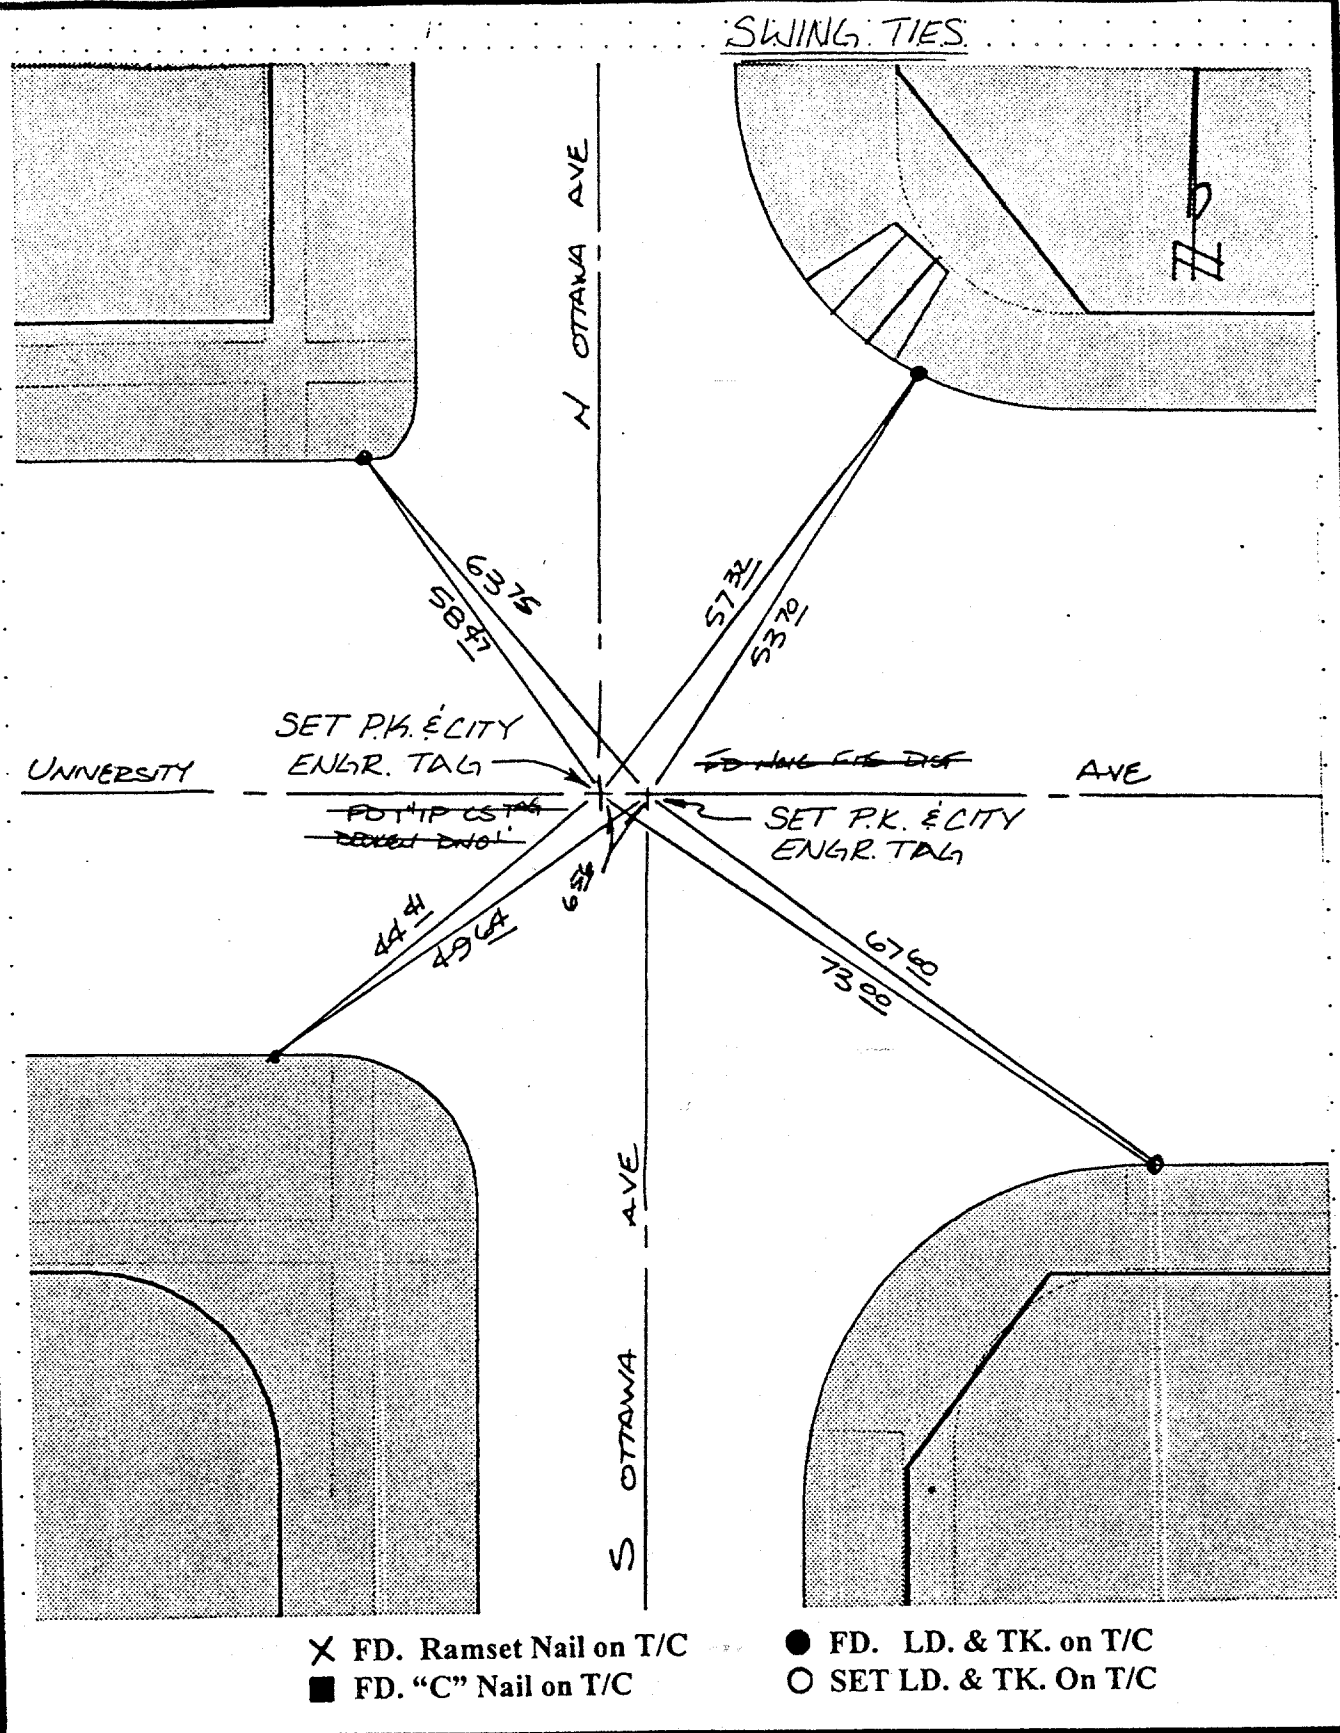 SWING TIES
N OTTAWA AVE
6375
5847
5732
5370
SET P.K. & CITY
ENGR. TAG
UNIVERSITY
AVE
SET P.K. & CITY
ENGR. TAG
656
4441
4964
6760
7300
S OTTAWA AVE
X FD. Ramset Nail on T/C
■ FD. “C” Nail on T/C
● FD. LD. & TK. on T/C
○ SET LD. & TK. On T/C